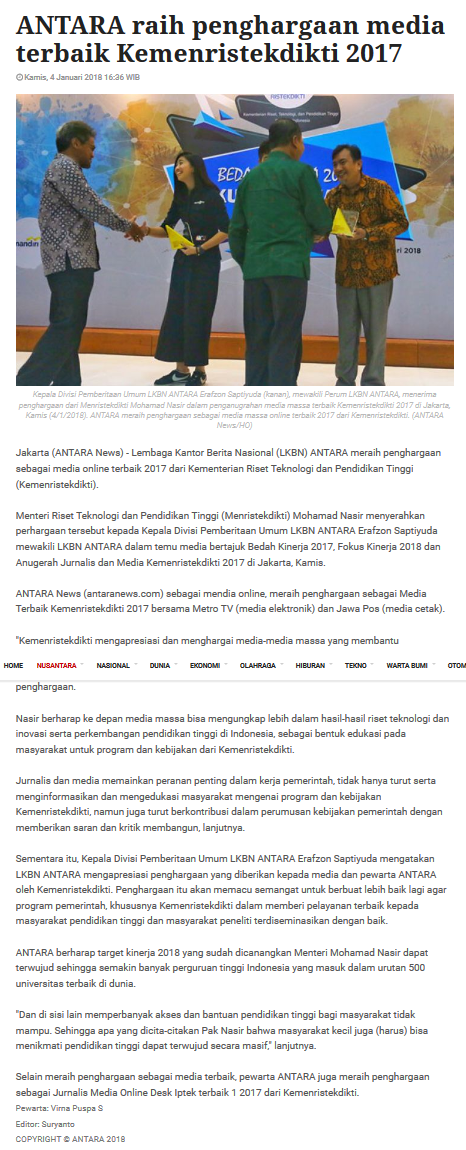 ANTARA raih penghargaan media
terbaik Kemenristekdikti 2017
Kamis, 4 Januari 2018 16:36 WIB
RISTEKDIKTI
Kementerian Riset, Teknologi, dan Pendidikan Tinggi
Indonesia
BEDA
A 20
KU
mandiri
ri 2018
Kepala Divisi Pemberitaan Umum LKBN ANTARA Erafzon Saptiyuda (kanan), mewakili Perum LKBN ANTARA, menerima
penghargaan dari Menristekdikti Mohamad Nasir dalam penganugrahan media massa terbaik Kemenristekdikti 2017 di Jakarta,
Kamis (4/1/2018). ANTARA meraih penghargaan sebagai media massa online terbaik 2017 dari Kemenristekdikti. (ANTARA
News/HO)
Jakarta (ANTARA News) - Lembaga Kantor Berita Nasional (LKBN) ANTARA meraih penghargaan
sebagai media online terbaik 2017 dari Kementerian Riset Teknologi dan Pendidikan Tinggi
(Kemenristekdikti).
Menteri Riset Teknologi dan Pendidikan Tinggi (Menristekdikti) Mohamad Nasir menyerahkan
perhargaan tersebut kepada Kepala Divisi Pemberitaan Umum LKBN ANTARA Erafzon Saptiyuda
mewakili LKBN ANTARA dalam temu media bertajuk Bedah Kinerja 2017, Fokus Kinerja 2018 dan
Anugerah Jurnalis dan Media Kemenristekdikti 2017 di Jakarta, Kamis.
ANTARA News (antaranews.com) sebagai mendia online, meraih penghargaan sebagai Media
Terbaik Kemenristekdikti 2017 bersama Metro TV (media elektronik) dan Jawa Pos (media cetak).
"Kemenristekdikti mengapresiasi dan menghargai media-media massa yang membantu
HOME NUSANTARA NASIONAL DUNIA EKONOMI OLAHRAGA HIBURAN TEKNO WARTA BUMI OTOM
penghargaan.
Nasir berharap ke depan media massa bisa mengungkap lebih dalam hasil-hasil riset teknologi dan
inovasi serta perkembangan pendidikan tinggi di Indonesia, sebagai bentuk edukasi pada
masyarakat untuk program dan kebijakan dari Kemenristekdikti.
Jurnalis dan media memainkan peranan penting dalam kerja pemerintah, tidak hanya turut serta
menginformasikan dan mengedukasi masyarakat mengenai program dan kebijakan
Kemenristekdikti, namun juga turut berkontribusi dalam perumusan kebijakan pemerintah dengan
memberikan saran dan kritik membangun, lanjutnya.
Sementara itu, Kepala Divisi Pemberitaan Umum LKBN ANTARA Erafzon Saptiyuda mengatakan
LKBN ANTARA mengapresiasi penghargaan yang diberikan kepada media dan pewarta ANTARA
oleh Kemenristekdikti. Penghargaan itu akan memacu semangat untuk berbuat lebih baik lagi agar
program pemerintah, khususnya Kemenristekdikti dalam memberi pelayanan terbaik kepada
masyarakat pendidikan tinggi dan masyarakat peneliti terdiseminasikan dengan baik.
ANTARA berharap target kinerja 2018 yang sudah dicanangkan Menteri Mohamad Nasir dapat
terwujud sehingga semakin banyak perguruan tinggi Indonesia yang masuk dalam urutan 500
universitas terbaik di dunia.
"Dan di sisi lain memperbanyak akses dan bantuan pendidikan tinggi bagi masyarakat tidak
mampu. Sehingga apa yang dicita-citakan Pak Nasir bahwa masyarakat kecil juga (harus) bisa
menikmati pendidikan tinggi dapat terwujud secara masif," lanjutnya.
Selain meraih penghargaan sebagai media terbaik, pewarta ANTARA juga meraih penghargaan
sebagai Jurnalis Media Online Desk Iptek terbaik 1 2017 dari Kemenristekdikti.
Pewarta: Virna Puspa S
Editor: Suryanto
COPYRIGHT © ANTARA 2018